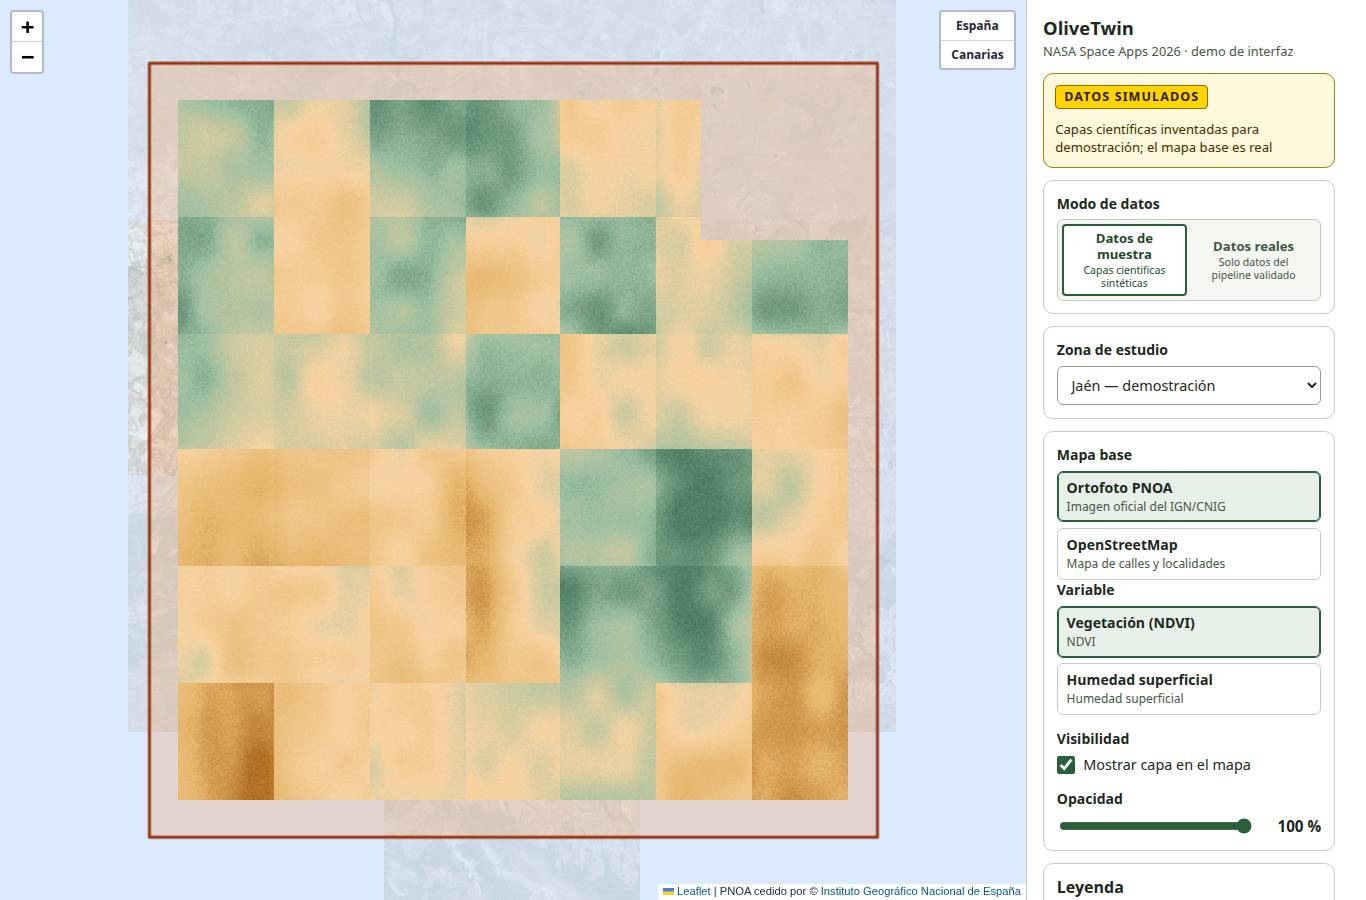 +
−
España
Canarias
Leaflet | PNOA cedido por © Instituto Geográfico Nacional de España
OliveTwin
NASA Space Apps 2026 · demo de interfaz
DATOS SIMULADOS
Capas científicas inventadas para
demostración; el mapa base es real
Modo de datos
Datos de
muestra
Capas científicas
sintéticas
Datos reales
Solo datos del
pipeline validado
Zona de estudio
Jaén — demostración
Mapa base
Ortofoto PNOA
Imagen oficial del IGN/CNIG
OpenStreetMap
Mapa de calles y localidades
Variable
Vegetación (NDVI)
NDVI
Humedad superficial
Humedad superficial
Visibilidad
Mostrar capa en el mapa
Opacidad
100 %
Leyenda